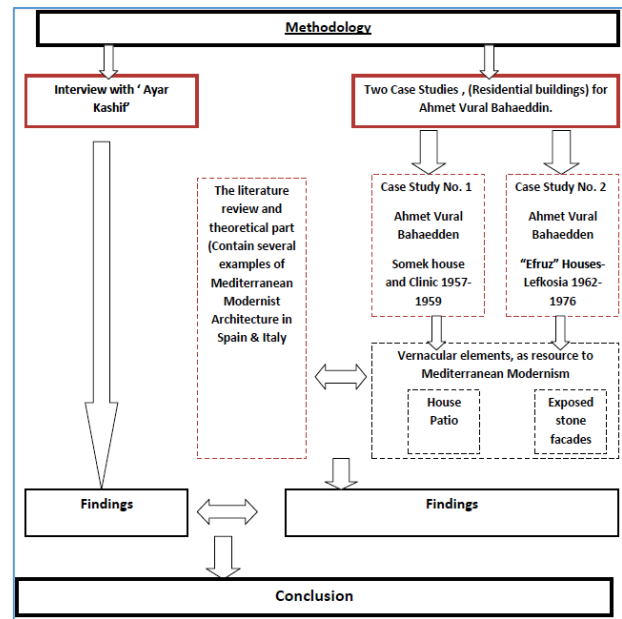 Methodology
Interview with ‘ Ayar
Kashif’
Two Case Studies , (Residential buildings) for
Ahmet Vural Bahaeddin.
The literature
review and
theoretical part
(Contain several
examples of
Mediterranean
Modernist
Architecture in
Spain & Italy
Case Study No. 1
Ahmet Vural
Bahaedden
Somek house
and Clinic 1957-
1959
Case Study No. 2
Ahmet Vural
Bahaedden
“Efruz” Houses-
Lefkosia 1962-
1976
Vernacular elements, as resource to
Mediterranean Modernism
House
Patio
Exposed
stone
facades
Findings
Findings
Conclusion